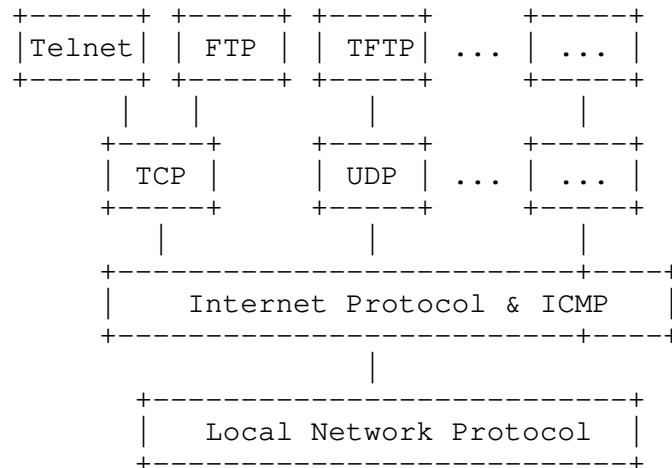 Telnet FTP TFTP ... ...
TCP UDP ... ...
Internet Protocol & ICMP
Local Network Protocol